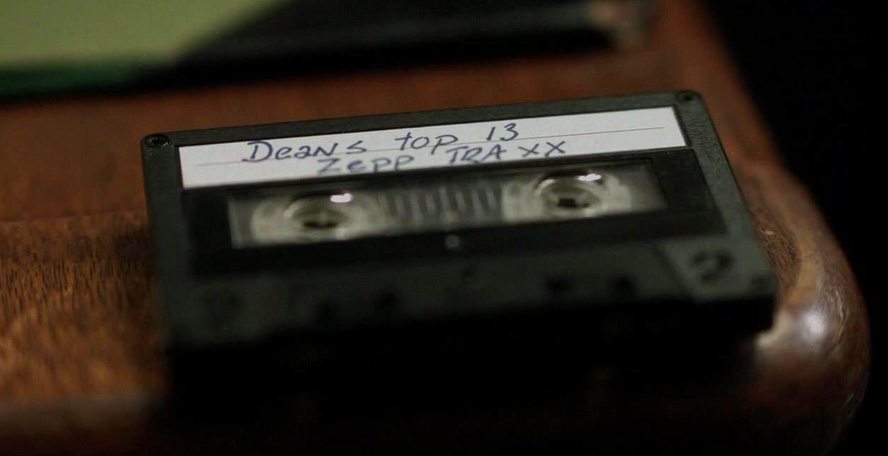 Deans top 13
Zepp TRAXX